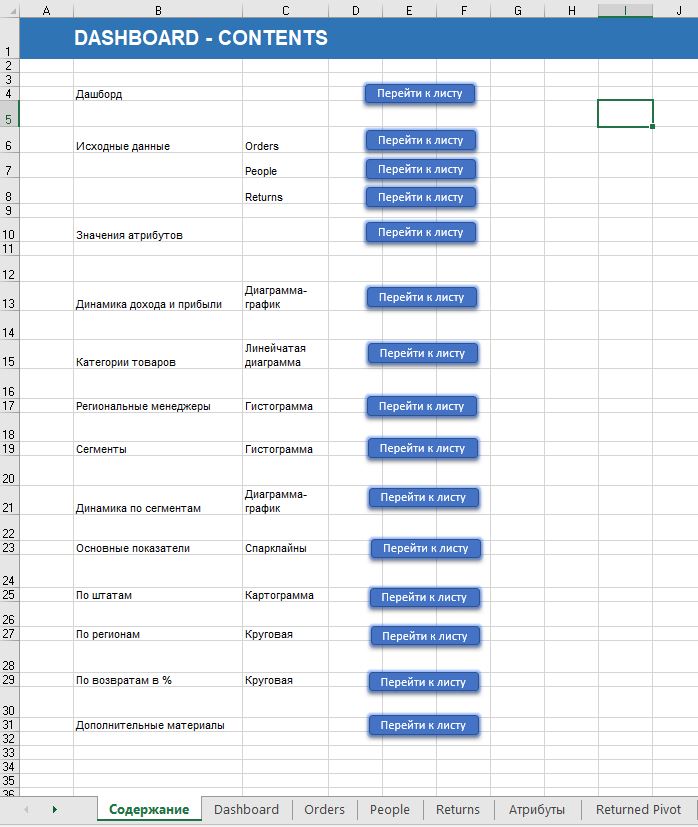 A B C D E F G H I J
1 DASHBOARD - CONTENTS
2
3
4 Дашборд Перейти к листу
5
6 Исходные данные Orders Перейти к листу
7 People Перейти к листу
8 Returns Перейти к листу
9
10 Значения атрибутов Перейти к листу
11
12
Диаграмма-
13 Динамика дохода и прибыли график Перейти к листу
14
Линейчатая
15 Категории товаров диаграмма Перейти к листу
16
17 Региональные менеджеры Гистограмма Перейти к листу
18
19 Сегменты Гистограмма Перейти к листу
20
Диаграмма-
21 Динамика по сегментам график Перейти к листу
22
23 Основные показатели Спарклайны Перейти к листу
24
25 По штатам Картограмма Перейти к листу
26
27 По регионам Круговая Перейти к листу
28
29 По возвратам в % Круговая Перейти к листу
30
31 Дополнительные материалы Перейти к листу
32
33
34
35
36
Содержание Dashboard Orders People Returns Атрибуты Returned Pivot